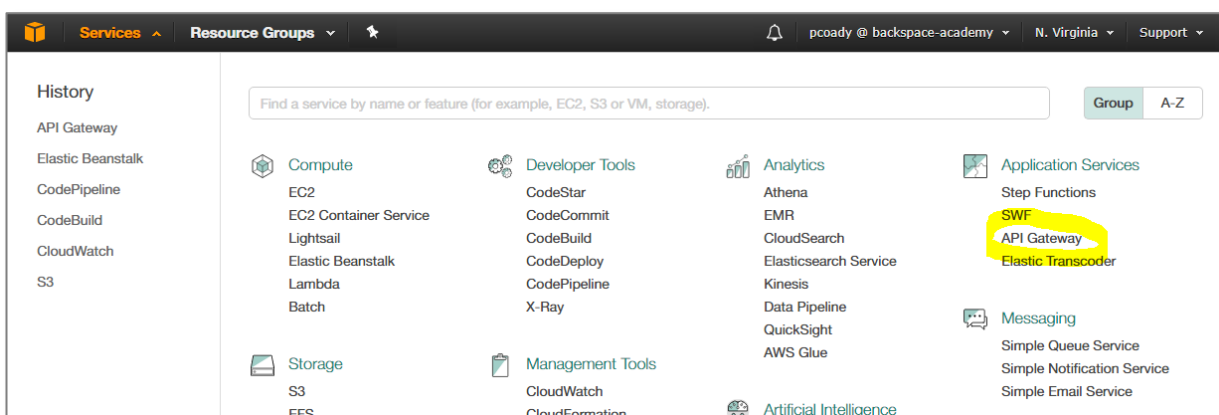 Services
Resource Groups
pcoady @ backspace-academy
N. Virginia
Support
History
API Gateway
Elastic Beanstalk
CodePipeline
CodeBuild
CloudWatch
S3
Find a service by name or feature (for example, EC2, S3 or VM, storage).
Group
A-Z
Compute
EC2
EC2 Container Service
Lightsail
Elastic Beanstalk
Lambda
Batch
Storage
S3
EFS
Developer Tools
CodeStar
CodeCommit
CodeBuild
CodeDeploy
CodePipeline
X-Ray
Management Tools
CloudWatch
CloudFormation
Analytics
Athena
EMR
CloudSearch
Elasticsearch Service
Kinesis
Data Pipeline
QuickSight
AWS Glue
Artificial Intelligence
Application Services
Step Functions
SWF
API Gateway
Elastic Transcoder
Messaging
Simple Queue Service
Simple Notification Service
Simple Email Service